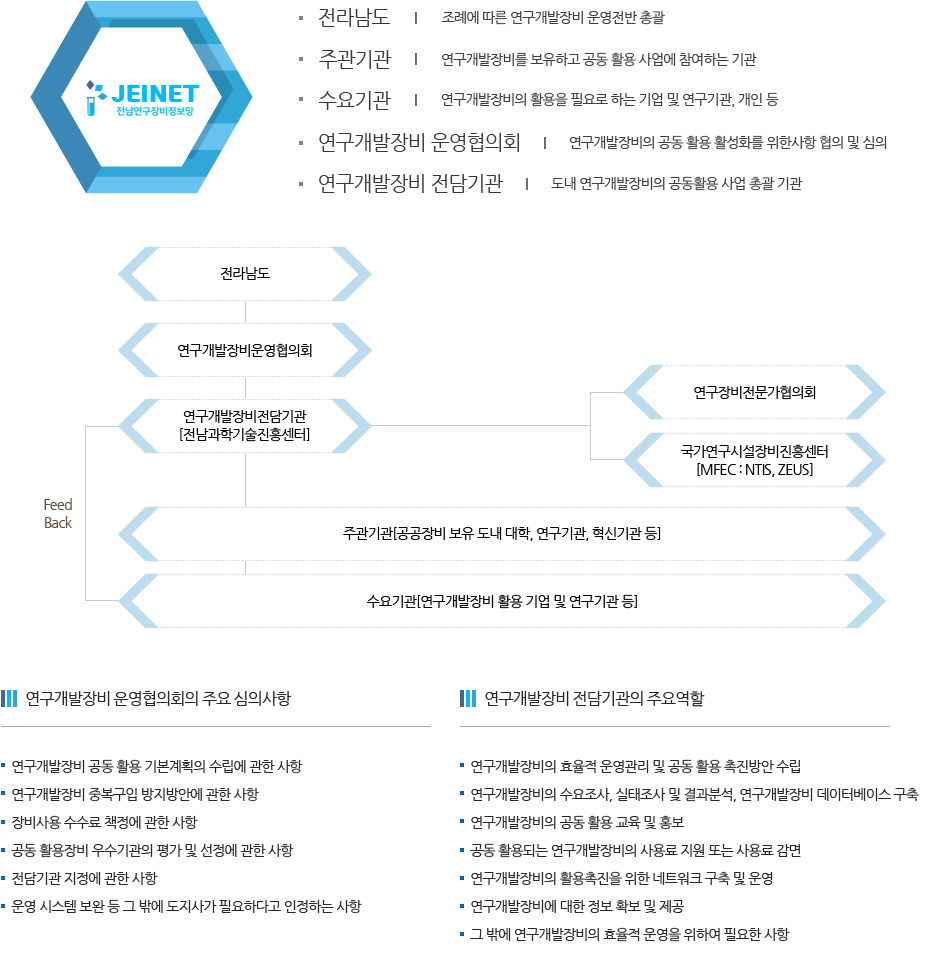 JEINET
전남연구장비정보망
전라남도 | 조례에 따른 연구개발장비 운영전반 총괄
주관기관 | 연구개발장비를 보유하고 공동 활용 사업에 참여하는 기관
수요기관 | 연구개발장비의 활용을 필요로 하는 기업 및 연구기관, 개인 등
연구개발장비 운영협의회 | 연구개발장비의 공동 활용 활성화를 위한사항 협의 및 심의
연구개발장비 전담기관 | 도내 연구개발장비의 공동활용 사업 총괄 기관
전라남도
연구개발장비운영협의회
연구개발장비전담기관
[전남과학기술진흥센터]
연구장비전문가협의회
국가연구시설장비진흥센터
[MFEC : NTIS, ZEUS]
Feed
Back
주관기관[공공장비 보유 도내 대학, 연구기관, 혁신기관 등]
수요기관[연구개발장비 활용 기업 및 연구기관 등]
연구개발장비 운영협의회의 주요 심의사항
연구개발장비 공동 활용 기본계획의 수립에 관한 사항
연구개발장비 중복구입 방지방안에 관한 사항
장비사용 수수료 책정에 관한 사항
공동 활용장비 우수기관의 평가 및 선정에 관한 사항
전담기관 지정에 관한 사항
운영 시스템 보완 등 그 밖에 도지사가 필요하다고 인정하는 사항
연구개발장비 전담기관의 주요역할
연구개발장비의 효율적 운영관리 및 공동 활용 촉진방안 수립
연구개발장비의 수요조사, 실태조사 및 결과분석, 연구개발장비 데이터베이스 구축
연구개발장비의 공동 활용 교육 및 홍보
공동 활용되는 연구개발장비의 사용료 지원 또는 사용료 감면
연구개발장비의 활용촉진을 위한 네트워크 구축 및 운영
연구개발장비에 대한 정보 확보 및 제공
그 밖에 연구개발장비의 효율적 운영을 위하여 필요한 사항